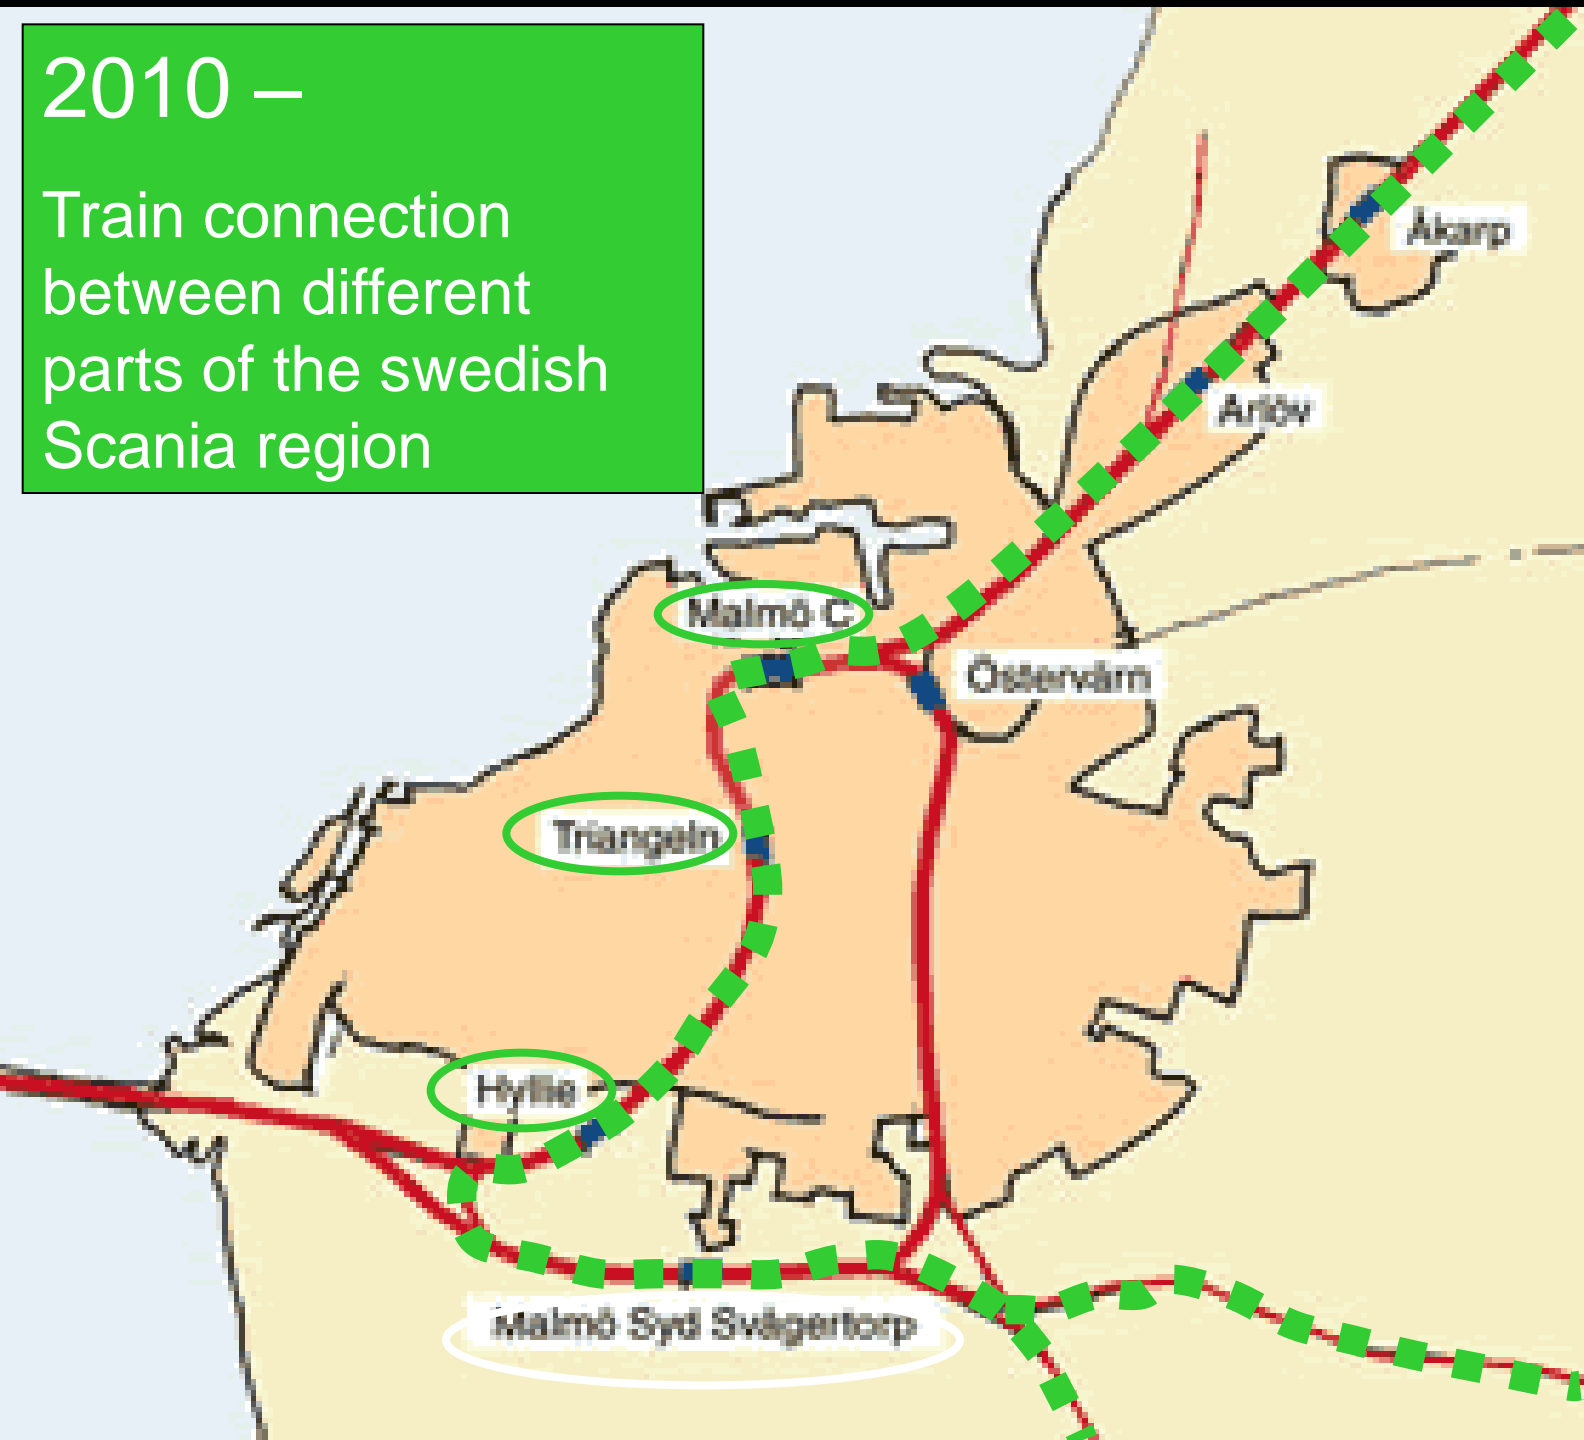 2010 –
Train connection
between different
parts of the swedish
Scania region
Åkarp
Arlöv
Malmö C
Östervärn
Triangeln
Hyllie
Malmö Syd Svågertorp